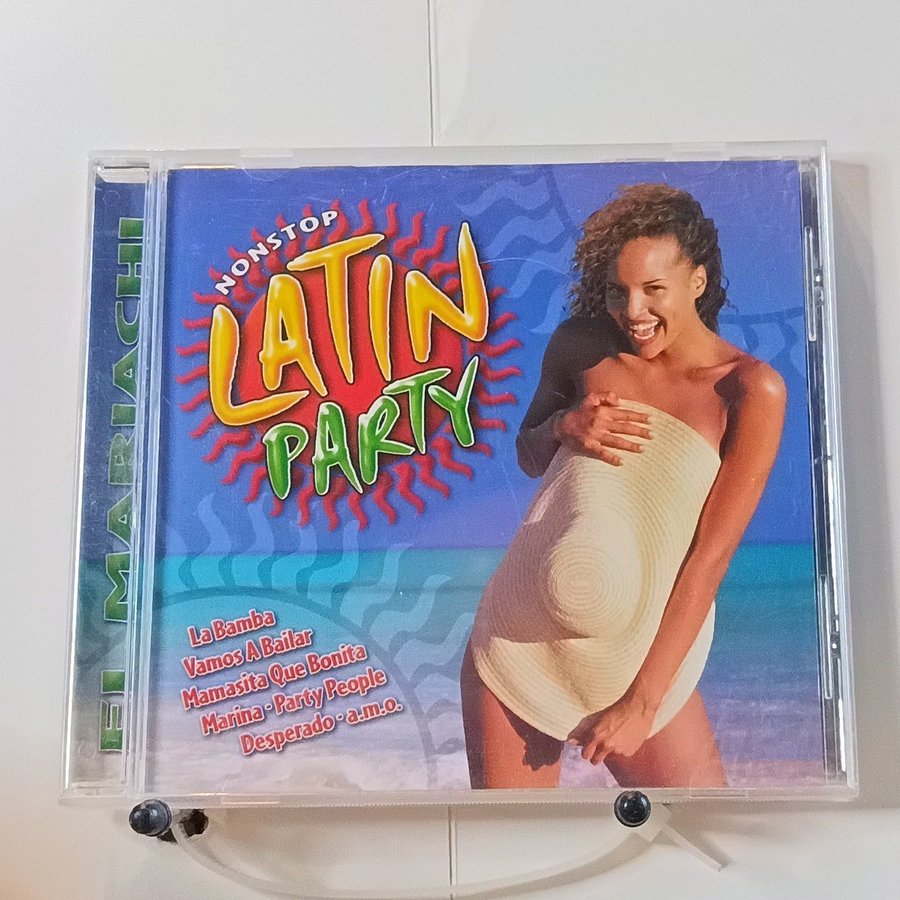 EL MARIACHI
NONSTOP
LATIN
PARTY
La Bamba
Vamos A Bailar
Mamasita Que Bonita
Marina · Party People
Desperado · a.m.o.